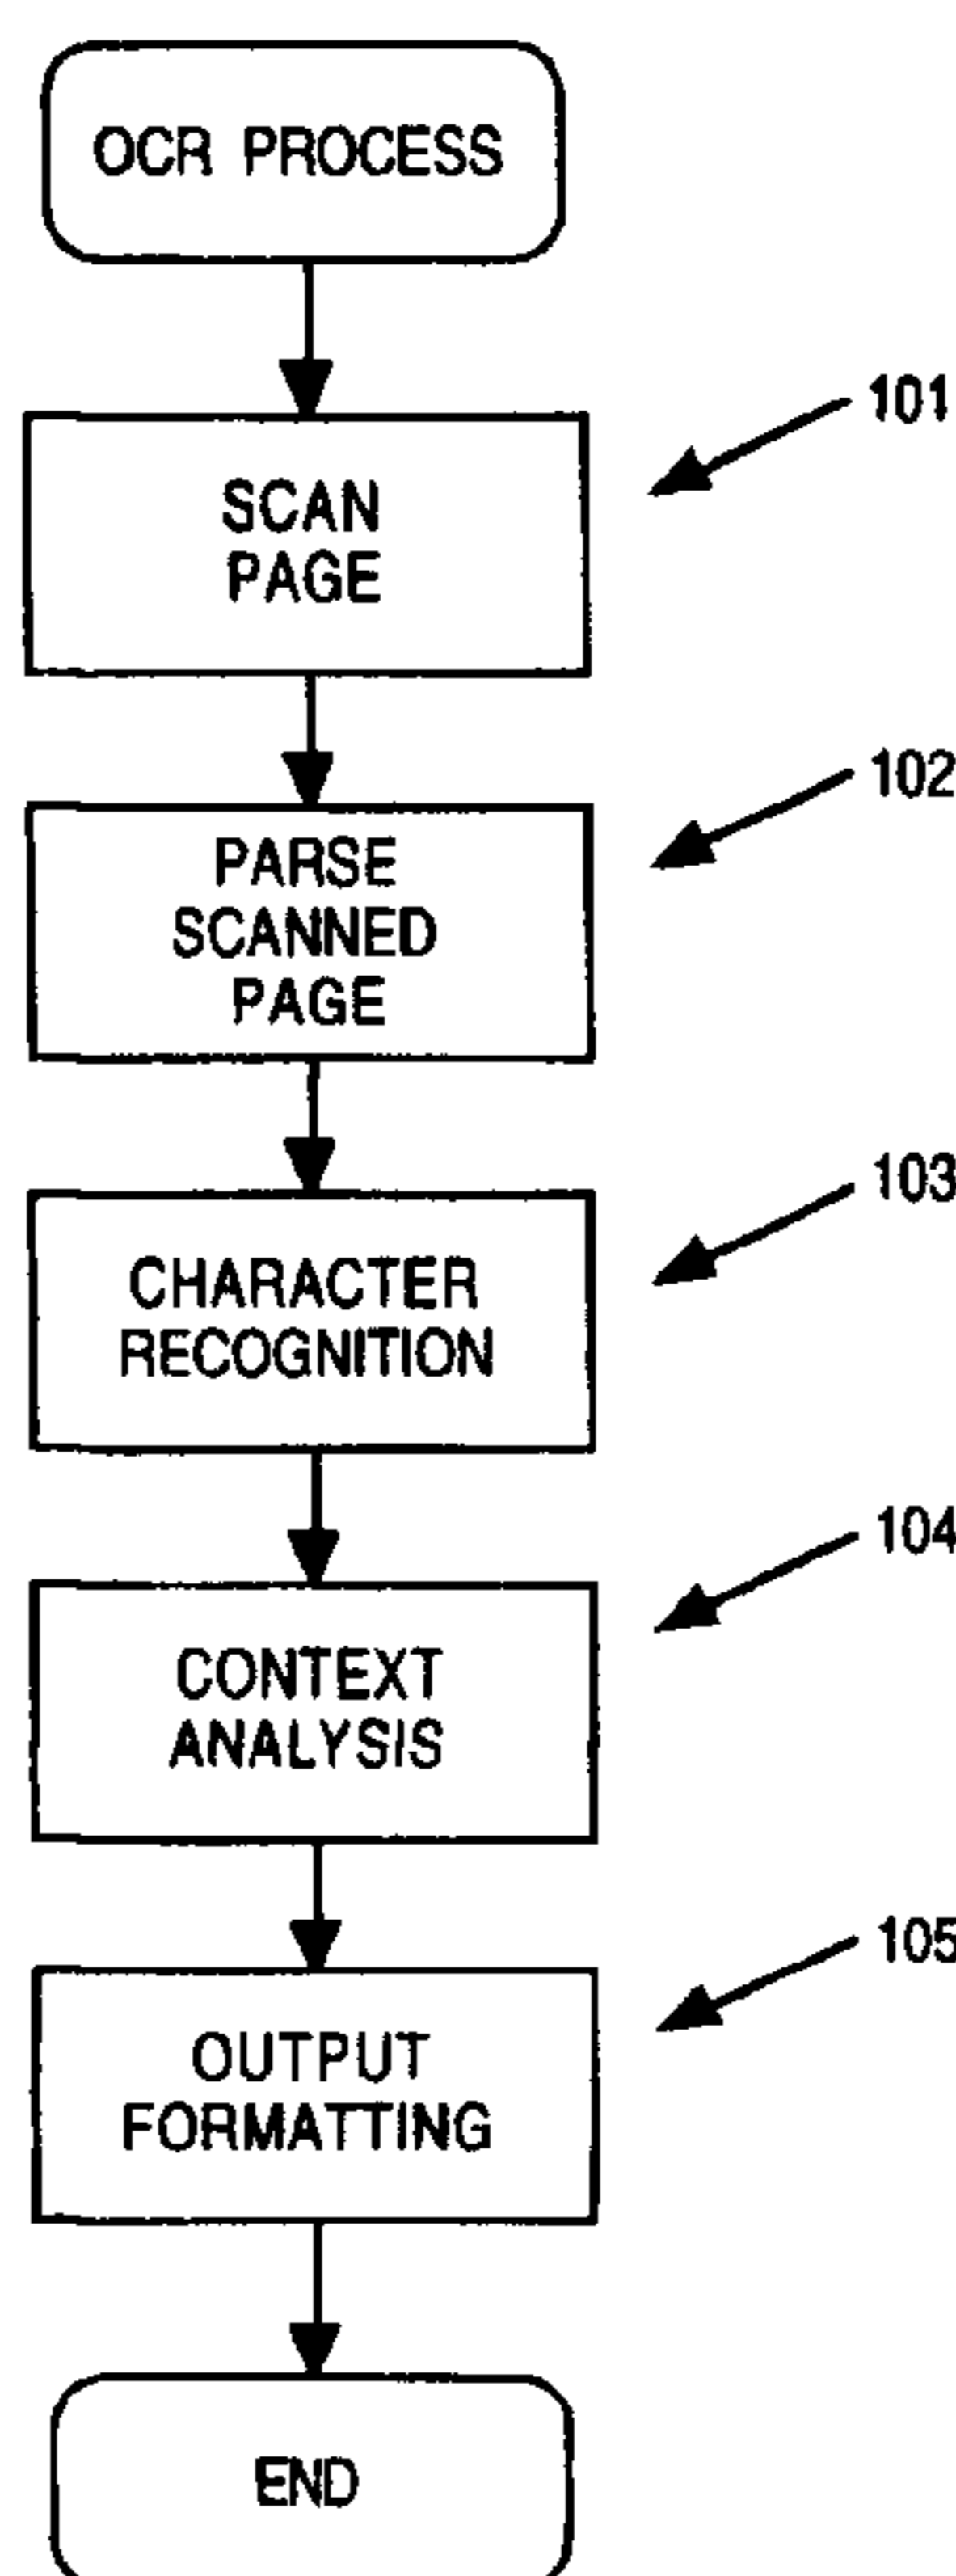 OCR PROCESS
101
SCAN
PAGE
102
PARSE
SCANNED
PAGE
103
CHARACTER
RECOGNITION
104
CONTEXT
ANALYSIS
105
OUTPUT
FORMATTING
END